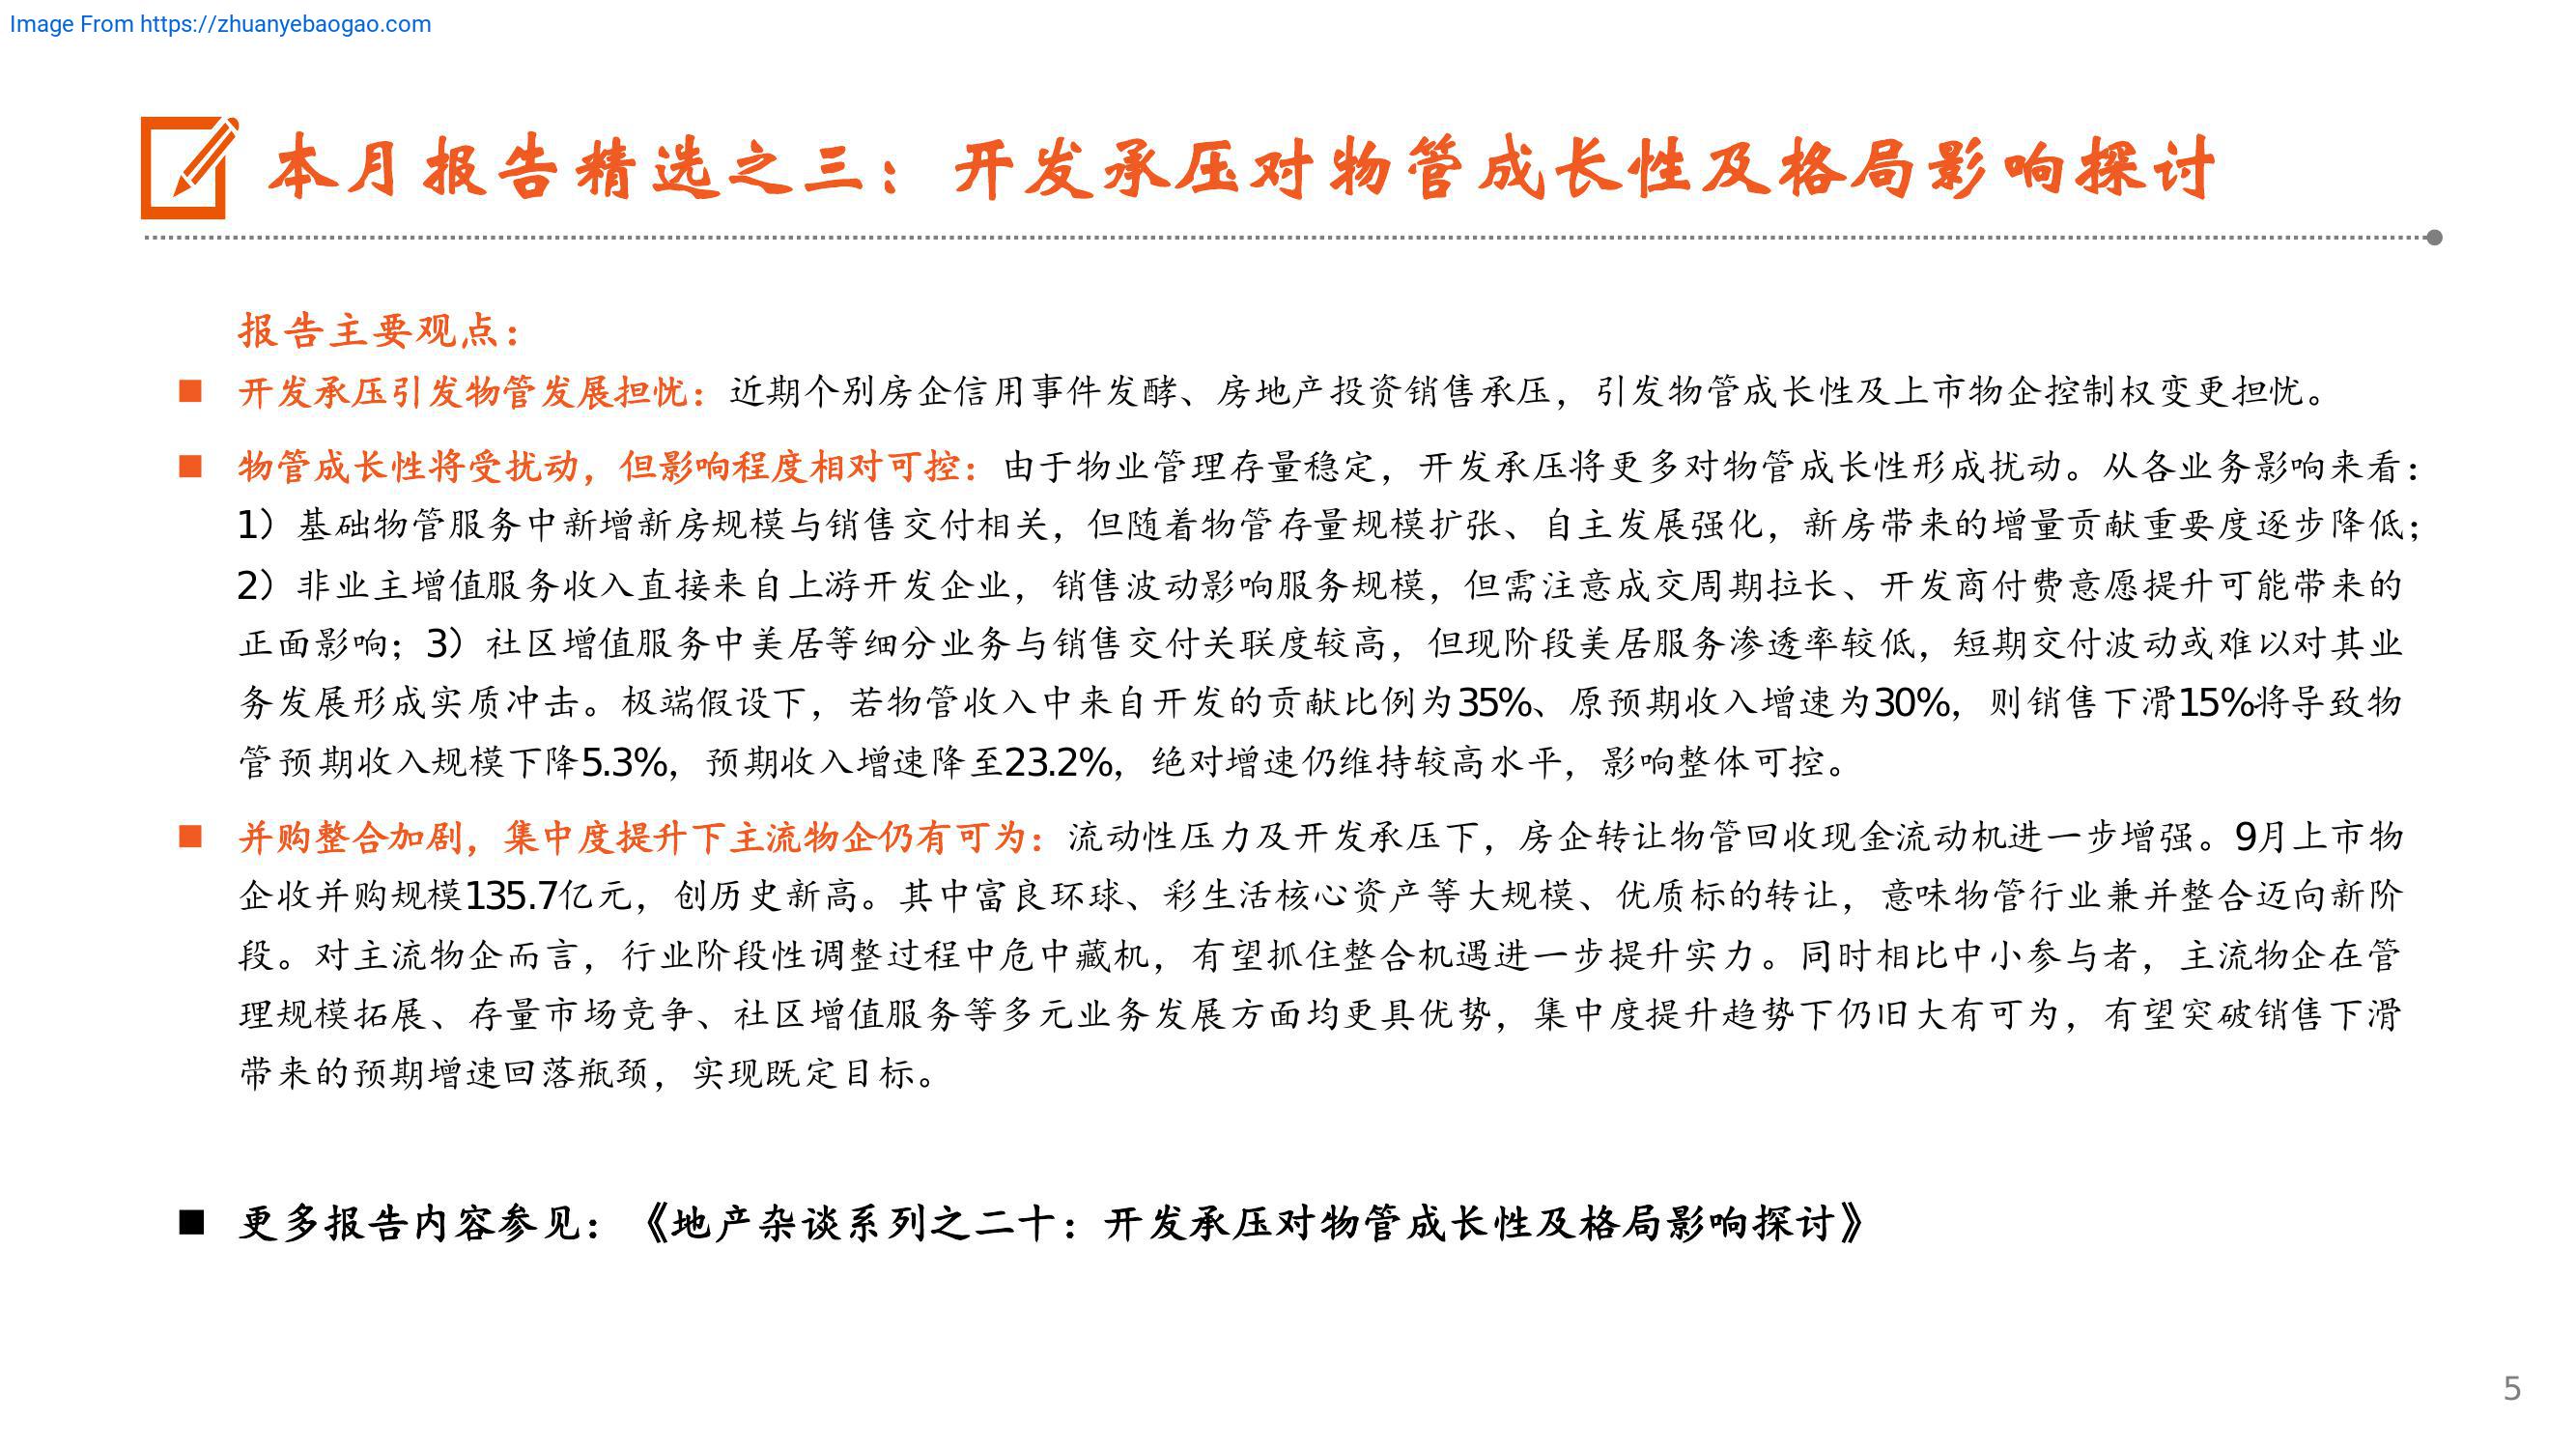 Image From https://zhuanyebaogao.com
本月报告精选之三：开发承压对物管成长性及格局影响探讨
报告主要观点：
■ 开发承压引发物管发展担忧：近期个别房企信用事件发酵、房地产投资销售承压，引发物管成长性及上市物企控制权变更担忧。
■ 物管成长性将受扰动，但影响程度相对可控：由于物业管理存量稳定，开发承压将更多对物管成长性形成扰动。从各业务影响来看：
1）基础物管服务中新增新房规模与销售交付相关，但随着物管存量规模扩张、自主发展强化，新房带来的增量贡献重要度逐步降低；
2）非业主增值服务收入直接来自上游开发企业，销售波动影响服务规模，但需注意成交周期拉长、开发商付费意愿提升可能带来的
正面影响；3）社区增值服务中美居等细分业务与销售交付关联度较高，但现阶段美居服务渗透率较低，短期交付波动或难以对其业
务发展形成实质冲击。极端假设下，若物管收入中来自开发的贡献比例为35%、原预期收入增速为30%，则销售下滑15%将导致物
管预期收入规模下降5.3%，预期收入增速降至23.2%，绝对增速仍维持较高水平，影响整体可控。
■ 并购整合加剧，集中度提升下主流物企仍有可为：流动性压力及开发承压下，房企转让物管回收现金流动机进一步增强。9月上市物
企收并购规模135.7亿元，创历史新高。其中富良环球、彩生活核心资产等大规模、优质标的转让，意味物管行业兼并整合迈向新阶
段。对主流物企而言，行业阶段性调整过程中危中藏机，有望抓住整合机遇进一步提升实力。同时相比中小参与者，主流物企在管
理规模拓展、存量市场竞争、社区增值服务等多元业务发展方面均更具优势，集中度提升趋势下仍旧大有可为，有望突破销售下滑
带来的预期增速回落瓶颈，实现既定目标。
■ 更多报告内容参见：《地产杂谈系列之二十：开发承压对物管成长性及格局影响探讨》
5